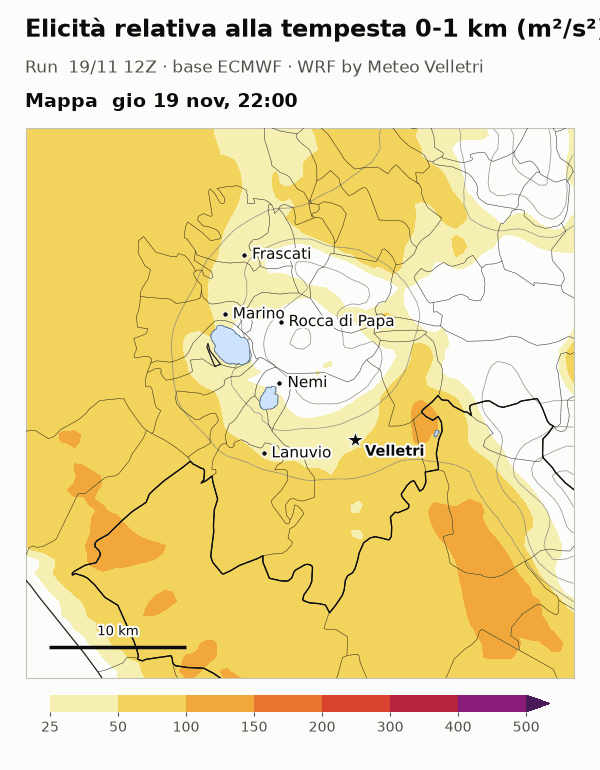 Elicità relativa alla tempesta 0-1 km (m²/s²)
Run 19/11 12Z · base ECMWF · WRF by Meteo Velletri
Mappa gio 19 nov, 22:00
Frascati
Marino
Rocca di Papa
Nemi
Velletri
Lanuvio
10 km
25 50 100 150 200 300 400 500